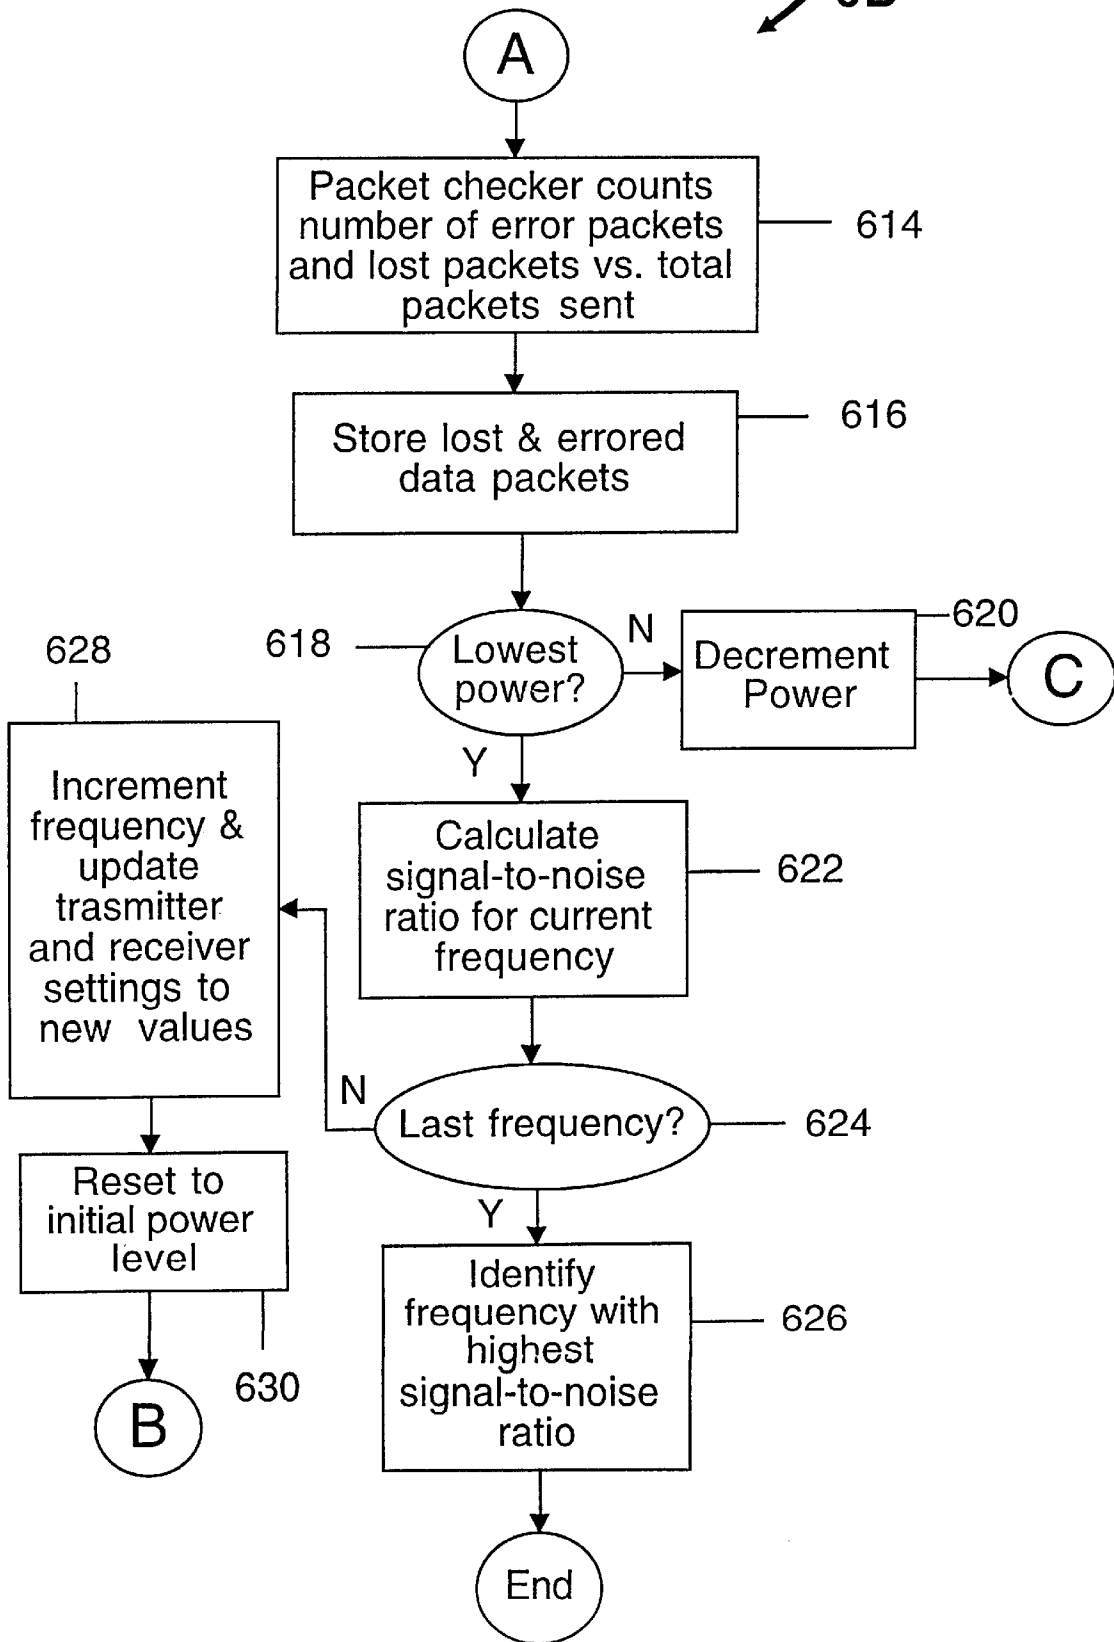 A
Packet checker counts
number of error packets
and lost packets vs. total
packets sent
614
Store lost & errored
data packets
616
618
Lowest
power?
N
Decrement
Power
620
C
Y
628
Increment
frequency &
update
trasmitter
and receiver
settings to
new values
Calculate
signal-to-noise
ratio for current
frequency
622
N
Last frequency?
624
Reset to
initial power
level
630
B
Y
Identify
frequency with
highest
signal-to-noise
ratio
626
End